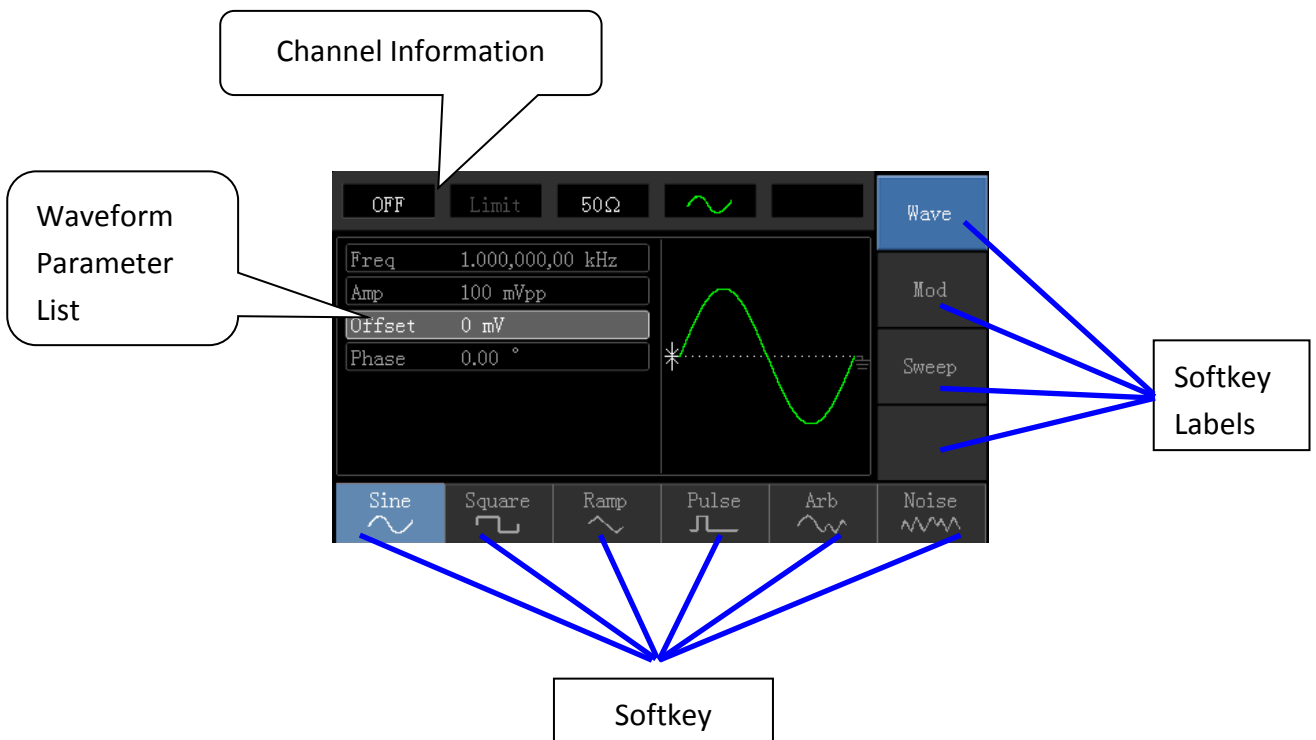 Channel Information
Waveform
Parameter
List
OFF Limit 50Ω
Freq 1.000,000,00 kHz
Amp 100 mVpp
Offset 0 mV
Phase 0.00 °
Wave
Mod
Sweep
Softkey
Labels
Sine Square Ramp Pulse Arb Noise
Softkey